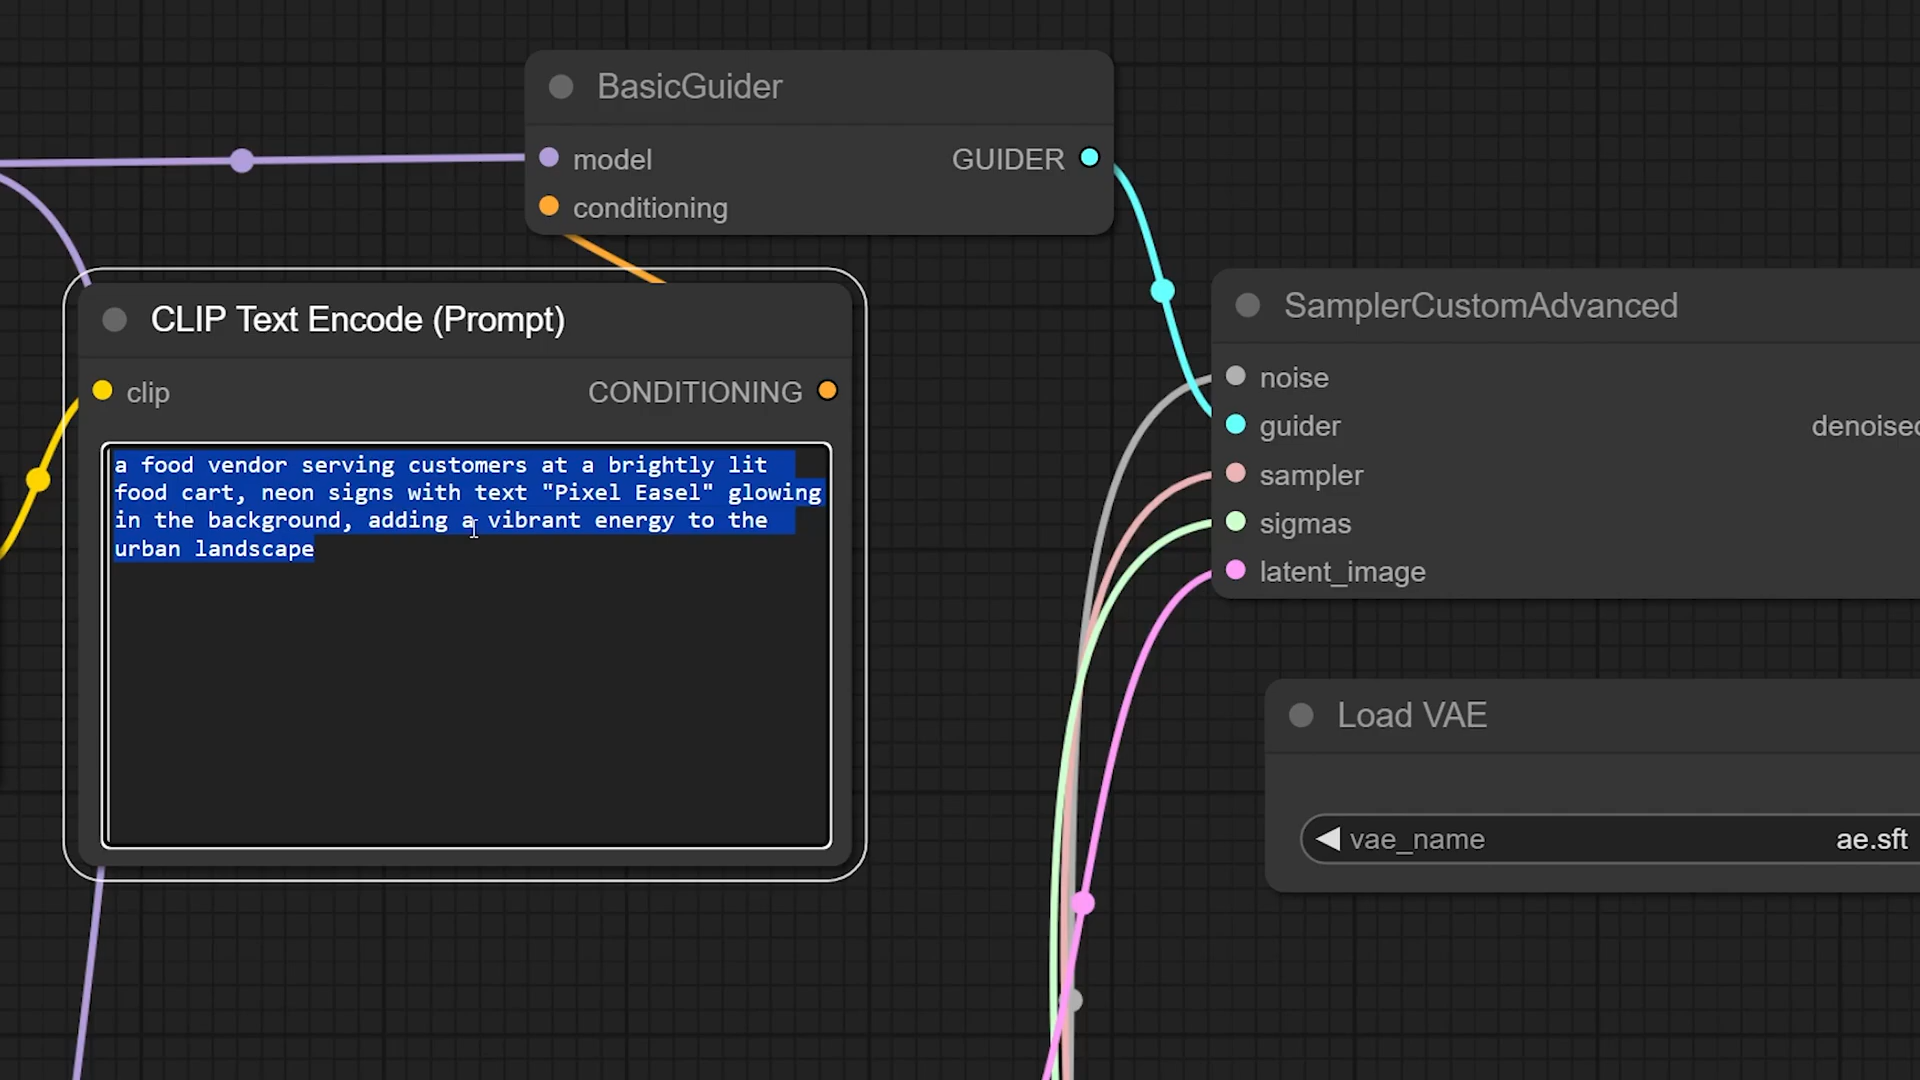 BasicGuider
model
GUIDER
conditioning
CLIP Text Encode (Prompt)
clip
CONDITIONING
a food vendor serving customers at a brightly lit
food cart, neon signs with text "Pixel Easel" glowing
in the background, adding a vibrant energy to the
urban landscape
SamplerCustomAdvanced
noise
guider
denoised
sampler
sigmas
latent_image
Load VAE
vae_name
ae.sft